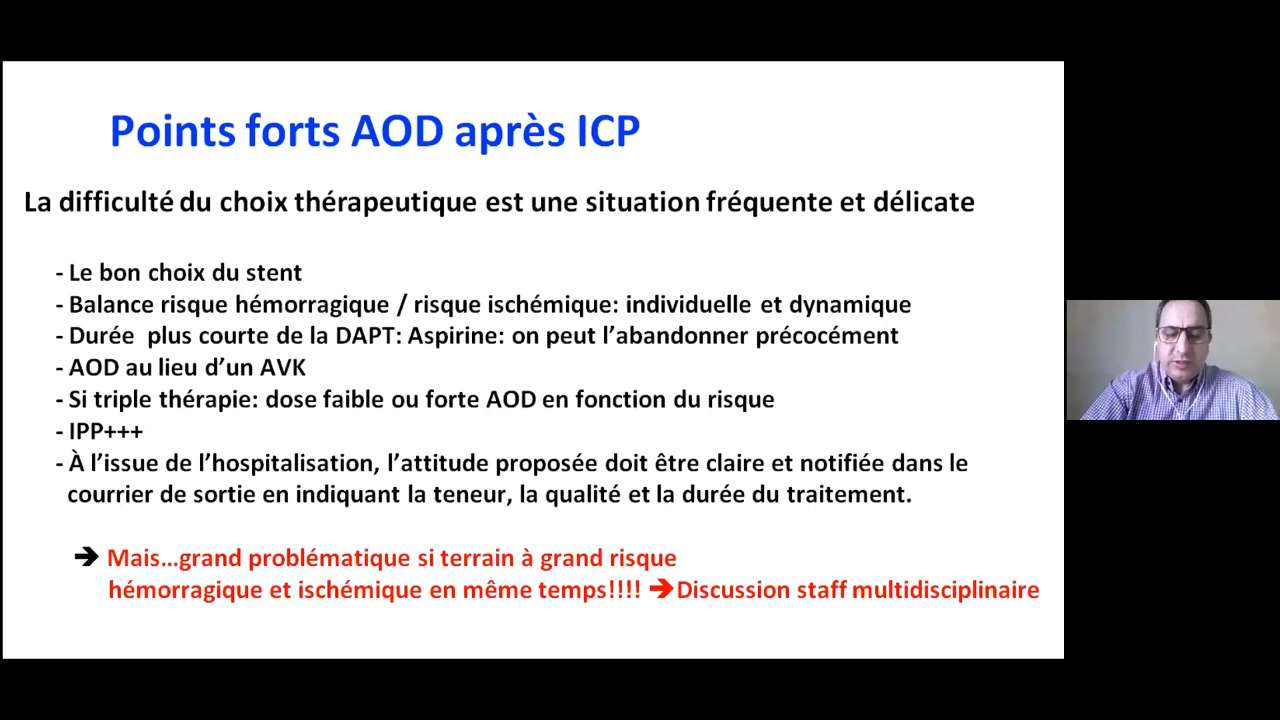 Points forts AOD après ICP
La difficulté du choix thérapeutique est une situation fréquente et délicate
- Le bon choix du stent
- Balance risque hémorragique / risque ischémique: individuelle et dynamique
- Durée plus courte de la DAPT: Aspirine: on peut l’abandonner précocément
- AOD au lieu d’un AVK
- Si triple thérapie: dose faible ou forte AOD en fonction du risque
- IPP+++
- À l’issue de l’hospitalisation, l’attitude proposée doit être claire et notifiée dans le
courrier de sortie en indiquant la teneur, la qualité et la durée du traitement.
➔ Mais...grand problématique si terrain à grand risque
hémorragique et ischémique en même temps!!!! ➔Discussion staff multidisciplinaire